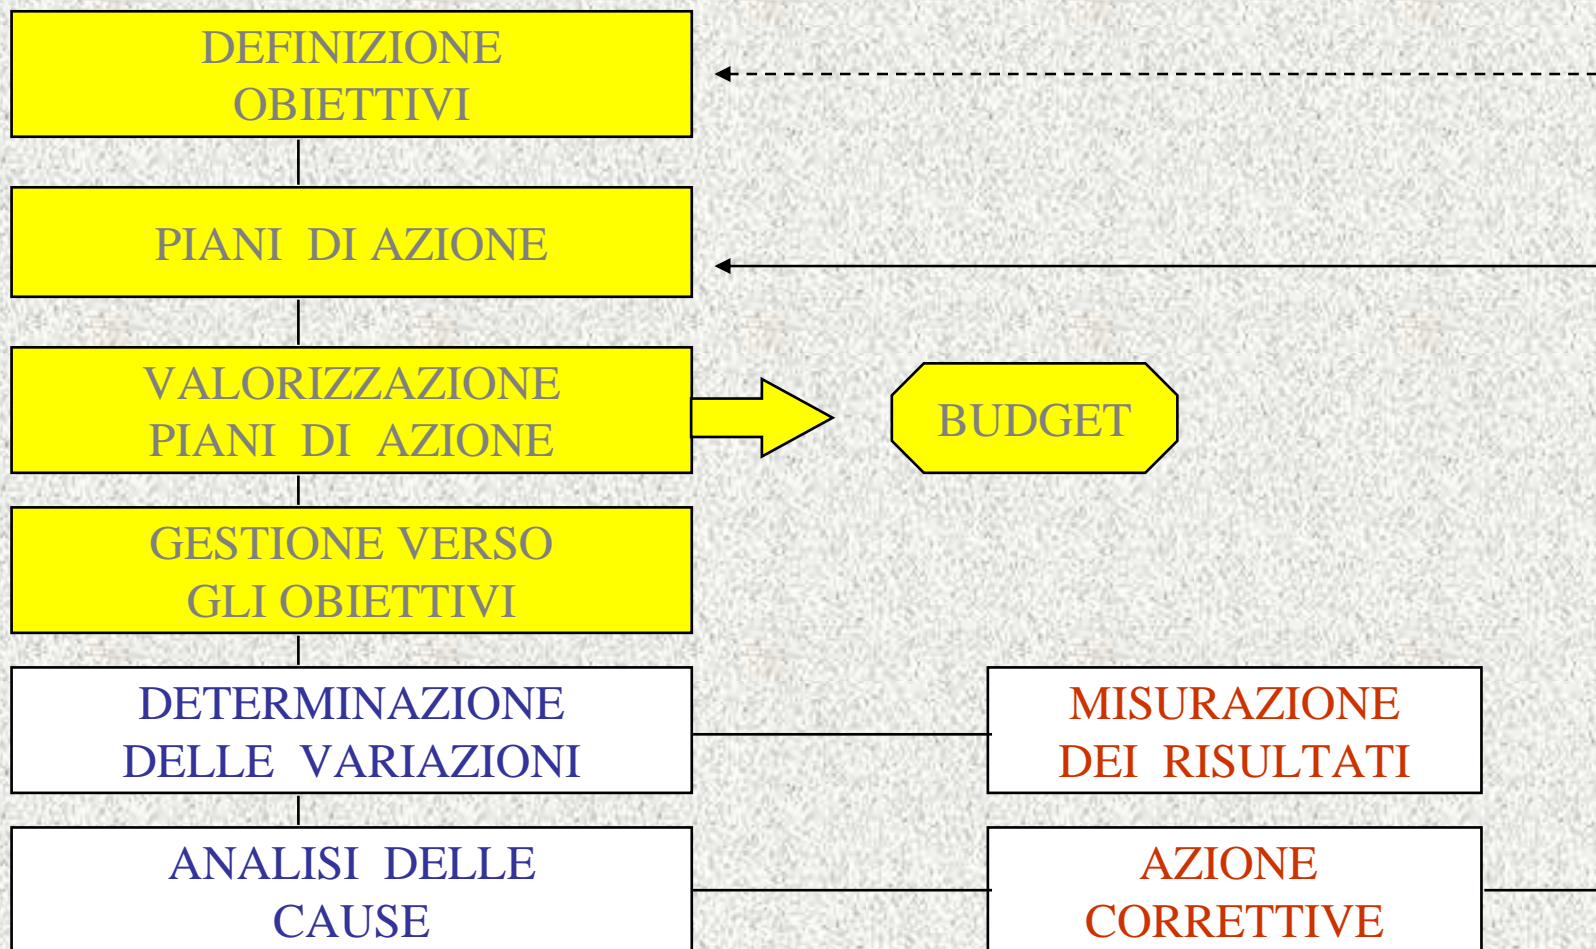 DEFINIZIONE
OBIETTIVI
PIANI DI AZIONE
VALORIZZAZIONE
PIANI DI AZIONE
BUDGET
GESTIONE VERSO
GLI OBIETTIVI
DETERMINAZIONE
DELLE VARIAZIONI
MISURAZIONE
DEI RISULTATI
ANALISI DELLE
CAUSE
AZIONE
CORRETTIVE